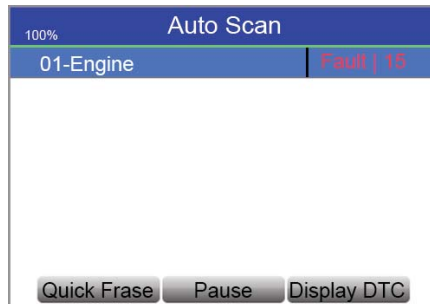 100% Auto Scan
01-Engine Fault | 15
Quick Frase Pause Display DTC